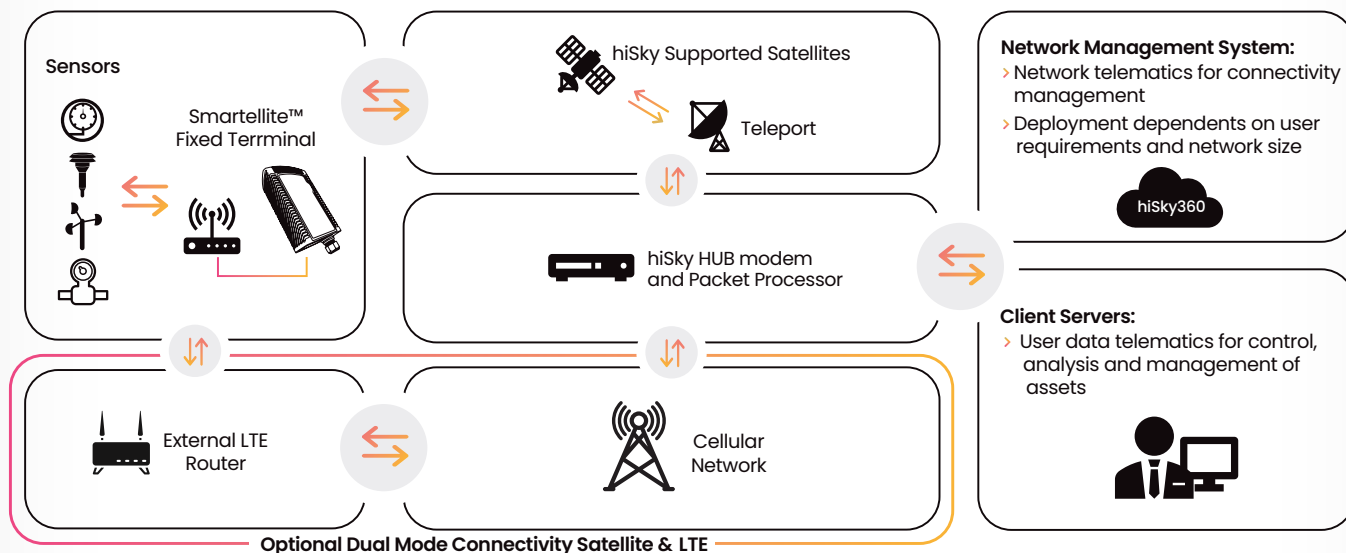 Sensors
Smartellite™
Fixed Terrminal
hiSky Supported Satellites
Teleport
hiSky HUB modem
and Packet Processor
Network Management System:
› Network telematics for connectivity
management
› Deployment dependents on user
requirements and network size
hiSky360
Client Servers:
› User data telematics for control,
analysis and management of
assets
External LTE
Router
Cellular
Network
Optional Dual Mode Connectivity Satellite & LTE